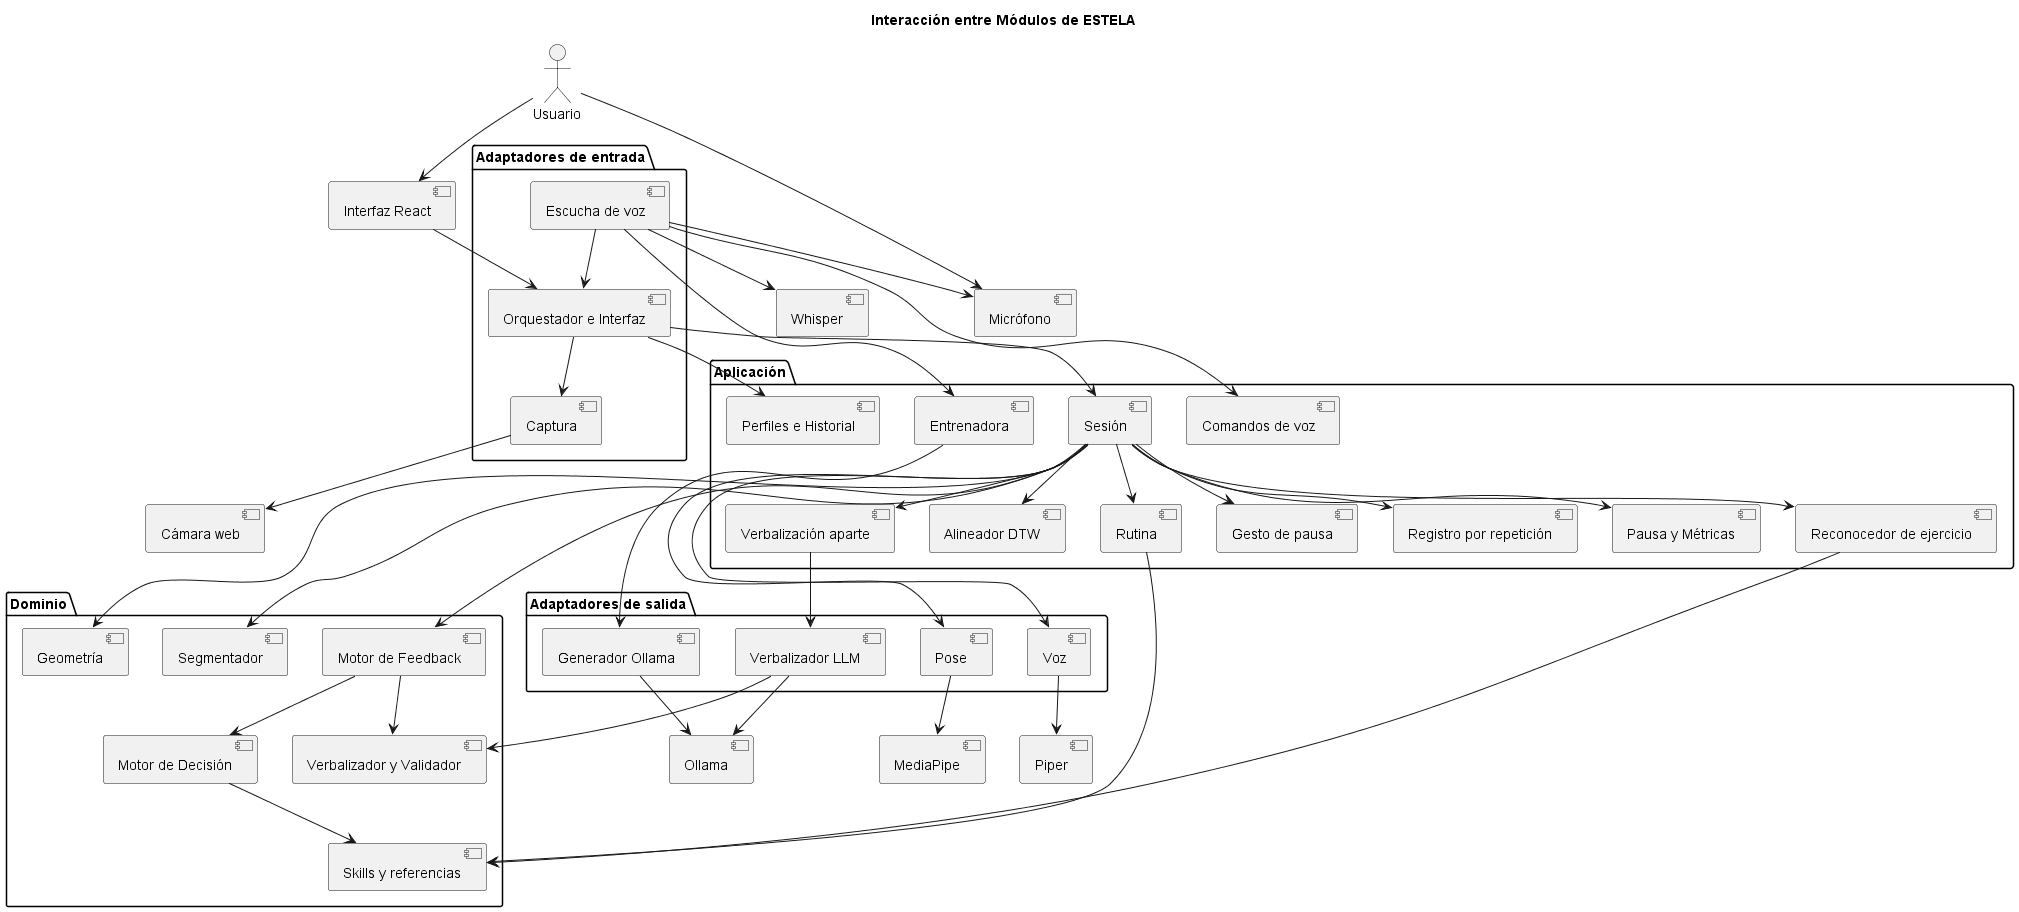 Interacción entre Módulos de ESTELA
Usuario
Adaptadores de entrada
Interfaz React
Escucha de voz
Orquestador e Interfaz
Whisper
Micrófono
Aplicación
Captura
Perfiles e Historial
Entrenadora
Sesión
Comandos de voz
Cámara web
Verbalización aparte
Alineador DTW
Rutina
Gesto de pausa
Registro por repetición
Pausa y Métricas
Reconocedor de ejercicio
Dominio
Adaptadores de salida
Geometría
Segmentador
Motor de Feedback
Generador Ollama
Verbalizador LLM
Pose
Voz
Motor de Decisión
Verbalizador y Validador
Ollama
MediaPipe
Piper
Skills y referencias